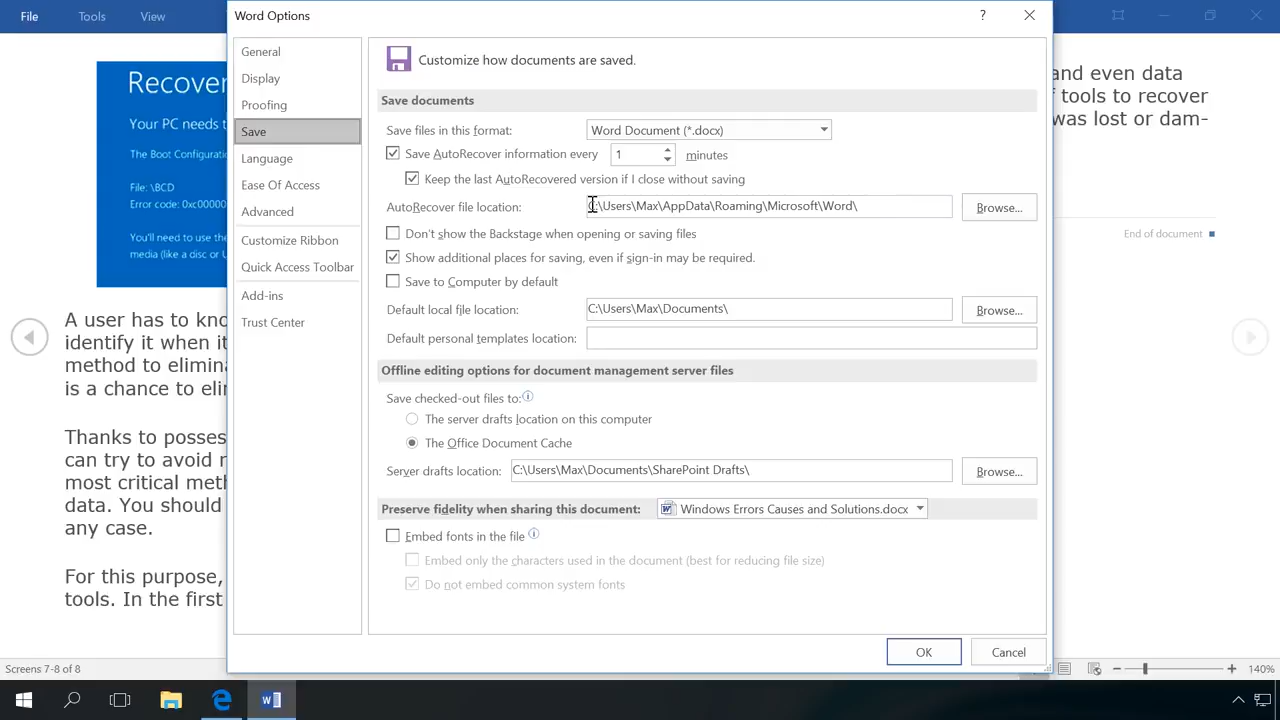 File Tools View
Word Options
? ×
General
Display
Proofing
Save
Language
Ease Of Access
Advanced
Customize Ribbon
Quick Access Toolbar
Add-ins
Trust Center
Customize how documents are saved.
Save documents
Save files in this format: Word Document (*.docx)
Save AutoRecover information every 1 minutes
Keep the last AutoRecovered version if I close without saving
AutoRecover file location: C:\Users\Max\AppData\Roaming\Microsoft\Word\ Browse...
Don't show the Backstage when opening or saving files
Show additional places for saving, even if sign-in may be required.
Save to Computer by default
Default local file location: C:\Users\Max\Documents\ Browse...
Default personal templates location:
Offline editing options for document management server files
Save checked-out files to:
The server drafts location on this computer
The Office Document Cache
Server drafts location: C:\Users\Max\Documents\SharePoint Drafts\ Browse...
Preserve fidelity when sharing this document: Windows Errors Causes and Solutions.docx
Embed fonts in the file
Embed only the characters used in the document (best for reducing file size)
Do not embed common system fonts
OK Cancel
Recover
Your PC needs t
The Boot Configurat
File: \BCD
Error code: 0xc00000
You'll need to use the
media (like a disc or U
A user has to kno
identify it when it
method to elimina
is a chance to elir
Thanks to posses
can try to avoid r
most critical meth
data. You should
any case.
For this purpose,
tools. In the first
and even data
f tools to recover
was lost or dam-
End of document
Screens 7-8 of 8
140%